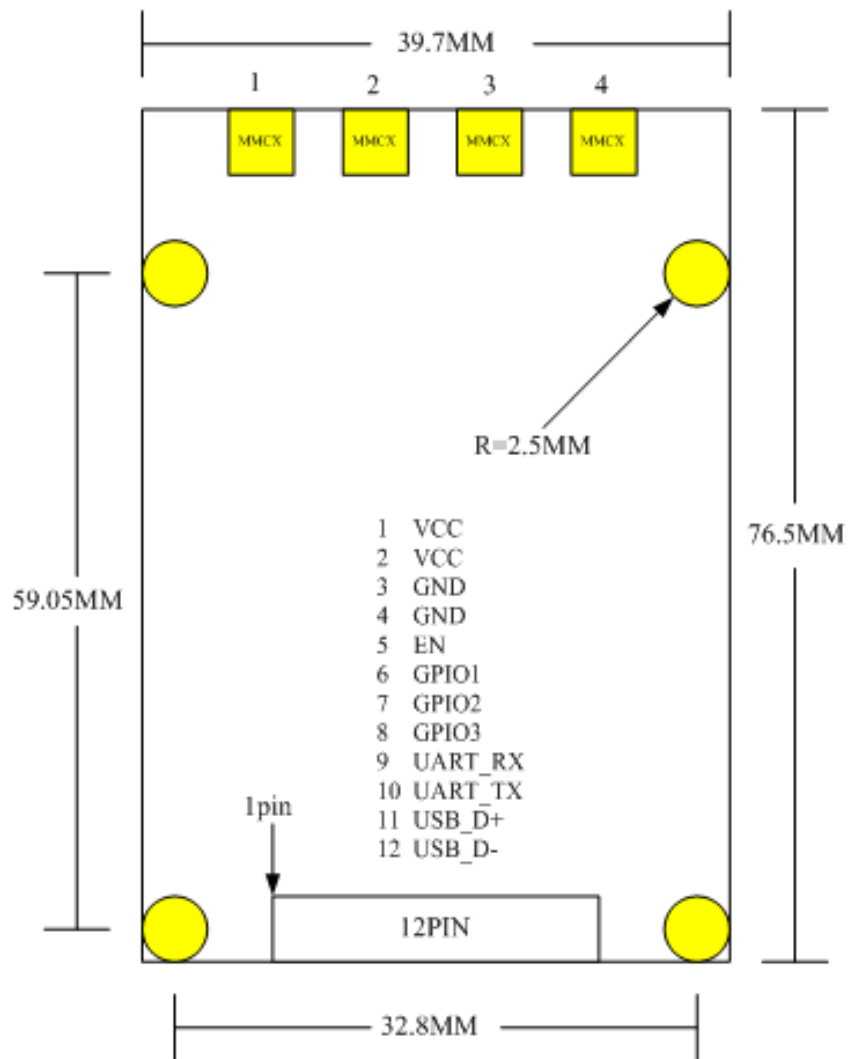 39.7MM
1 2 3 4
MMCX MMCX MMCX MMCX
R=2.5MM
76.5MM
59.05MM
1 VCC
2 VCC
3 GND
4 GND
5 EN
6 GPIO1
7 GPIO2
8 GPIO3
9 UART_RX
10 UART_TX
11 USB_D+
12 USB_D-
1pin
12PIN
32.8MM